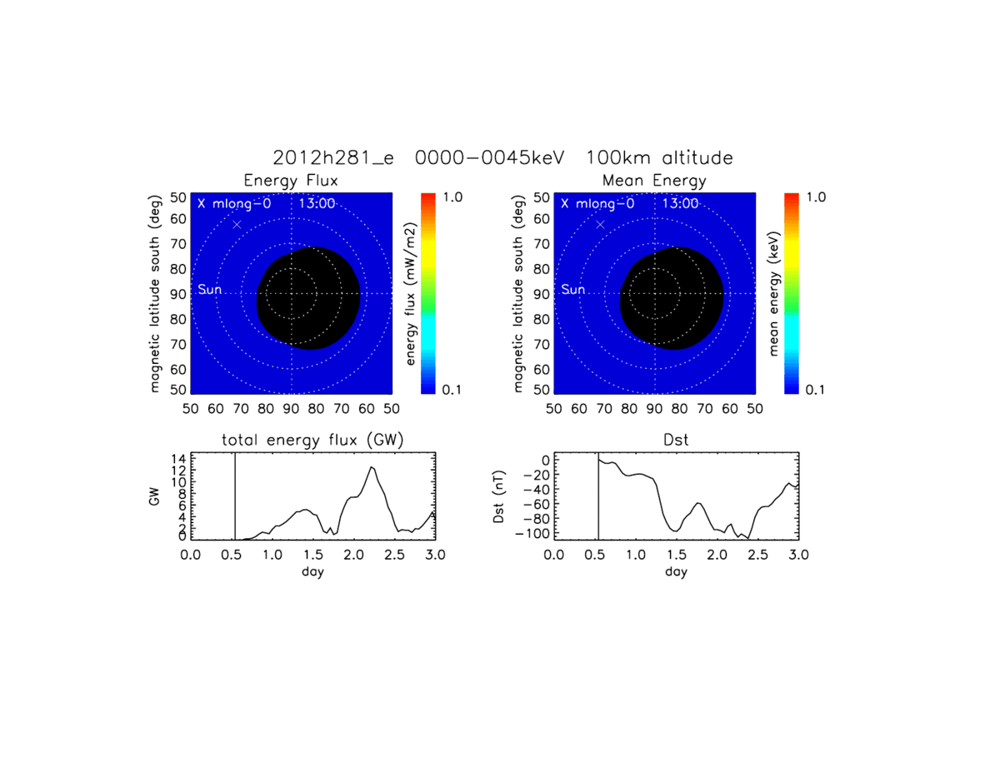 2012h281_e 0000-0045keV 100km altitude
Energy Flux
Mean Energy
magnetic latitude south (deg)
50
60
70
80
90
80
70
60
50
X mlong-0 13:00
Sun
50 60 70 80 90 80 70 60 50
energy flux (mW/m2)
1.0
0.1
magnetic latitude south (deg)
50
60
70
80
90
80
70
60
50
X mlong-0 13:00
Sun
50 60 70 80 90 80 70 60 50
mean energy (keV)
1.0
0.1
total energy flux (GW)
GW
14
12
10
8
6
4
2
0
0.0 0.5 1.0 1.5 2.0 2.5 3.0
day
Dst
Dst (nT)
0
-20
-40
-60
-80
-100
0.0 0.5 1.0 1.5 2.0 2.5 3.0
day